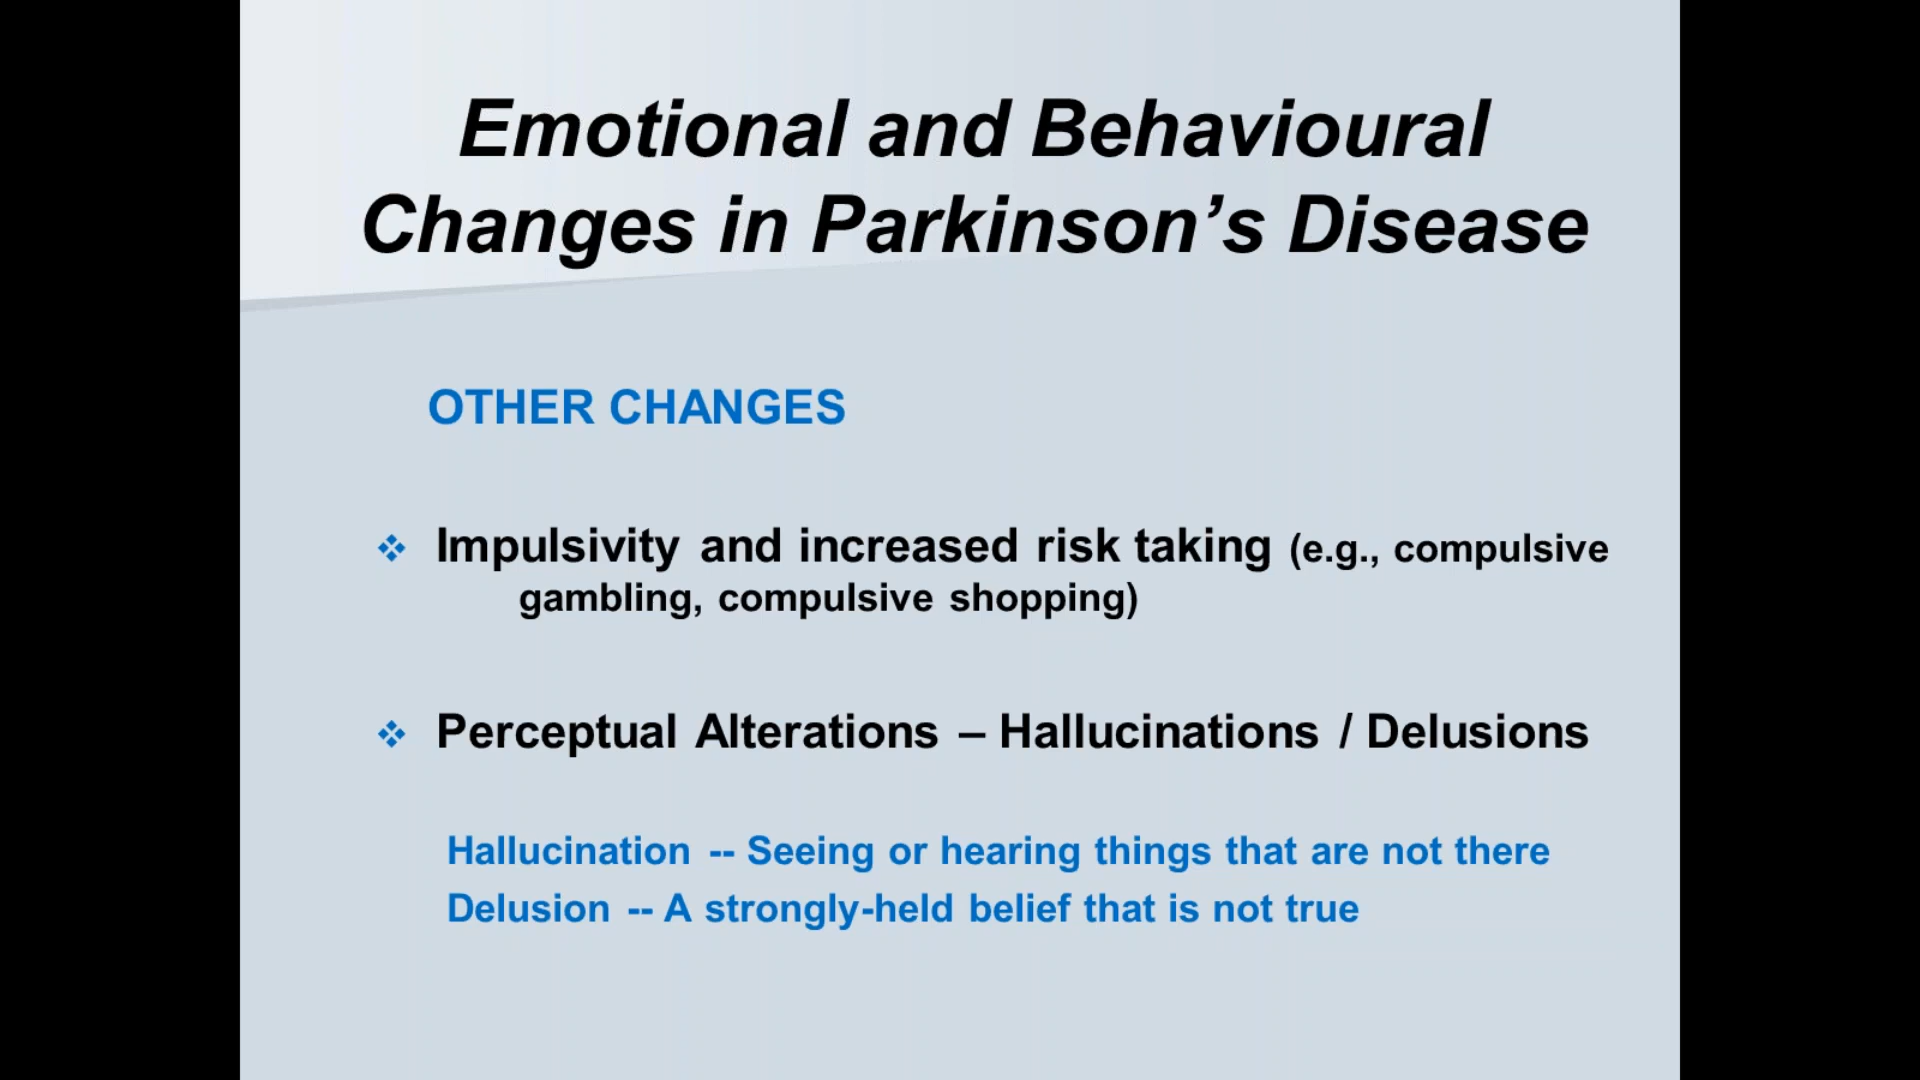 Emotional and Behavioural
Changes in Parkinson’s Disease
OTHER CHANGES
❖ Impulsivity and increased risk taking (e.g., compulsive
gambling, compulsive shopping)
❖ Perceptual Alterations – Hallucinations / Delusions
Hallucination -- Seeing or hearing things that are not there
Delusion -- A strongly-held belief that is not true